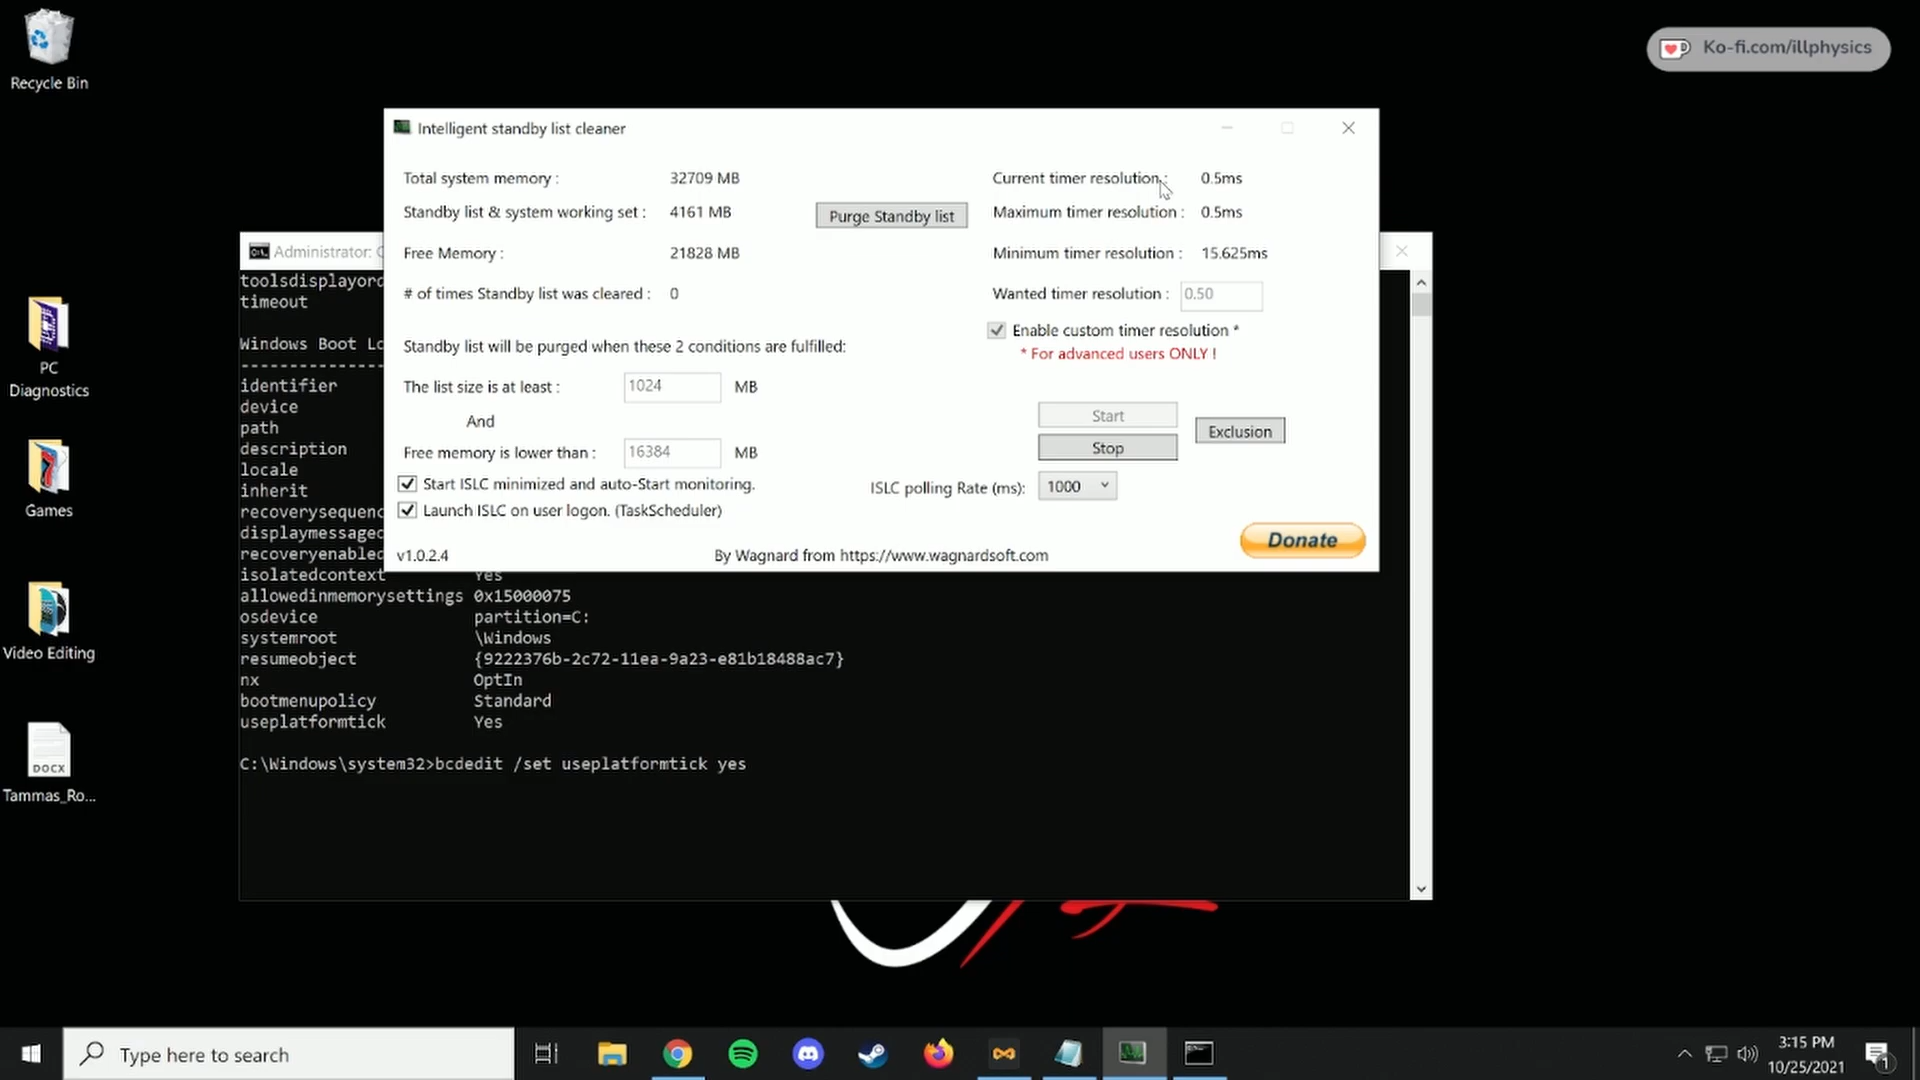 Recycle Bin
Ko-fi.com/illphysics
Intelligent standby list cleaner
Total system memory : 32709 MB
Standby list & system working set : 4161 MB
Purge Standby list
Free Memory : 21828 MB
# of times Standby list was cleared : 0
Standby list will be purged when these 2 conditions are fulfilled:
The list size is at least : 1024 MB
And
Free memory is lower than : 16384 MB
Start ISLC minimized and auto-Start monitoring.
Launch ISLC on user logon. (TaskScheduler)
v1.0.2.4
By Wagnard from https://www.wagnardsoft.com
Current timer resolution : 0.5ms
Maximum timer resolution : 0.5ms
Minimum timer resolution : 15.625ms
Wanted timer resolution : 0.50
Enable custom timer resolution *
* For advanced users ONLY !
Start
Stop
Exclusion
ISLC polling Rate (ms): 1000
Donate
Administrator:
toolsdisplayord
timeout
Windows Boot Lo
---------------
identifier
device
path
description
locale
inherit
recoverysequenc
displaymessageo
recoveryenabled
isolatedcontext Yes
allowedinmemorysettings 0x15000075
osdevice partition=C:
systemroot \Windows
resumeobject {9222376b-2c72-11ea-9a23-e81b18488ac7}
nx OptIn
bootmenupolicy Standard
useplatformtick Yes
C:\Windows\system32>bcdedit /set useplatformtick yes
PC
Diagnostics
Games
Video Editing
DOCX
Tammas_Ro...
Type here to search
3:15 PM
10/25/2021
1